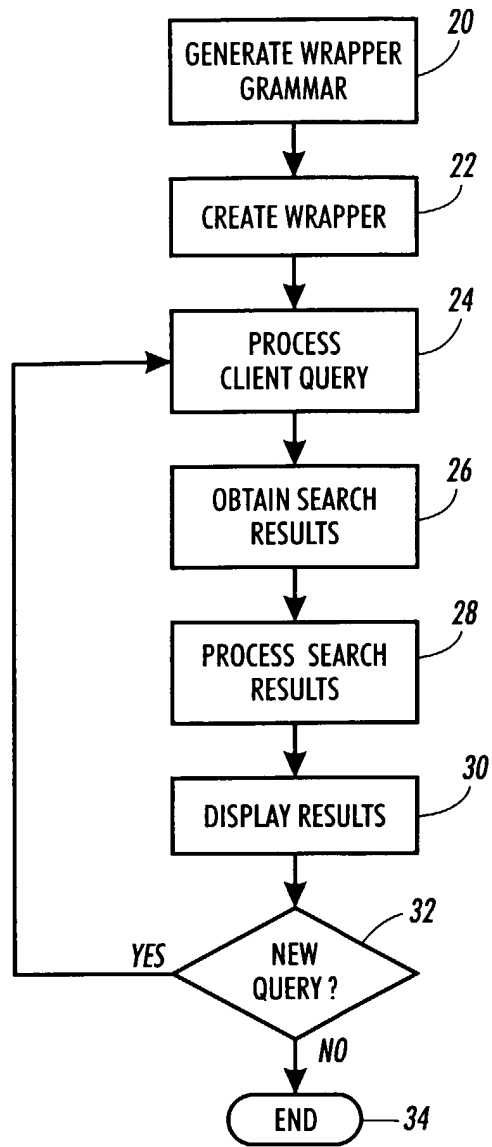 20
GENERATE WRAPPER
GRAMMAR
22
CREATE WRAPPER
24
PROCESS
CLIENT QUERY
26
OBTAIN SEARCH
RESULTS
28
PROCESS SEARCH
RESULTS
30
DISPLAY RESULTS
32
YES
NEW
QUERY ?
NO
END
34